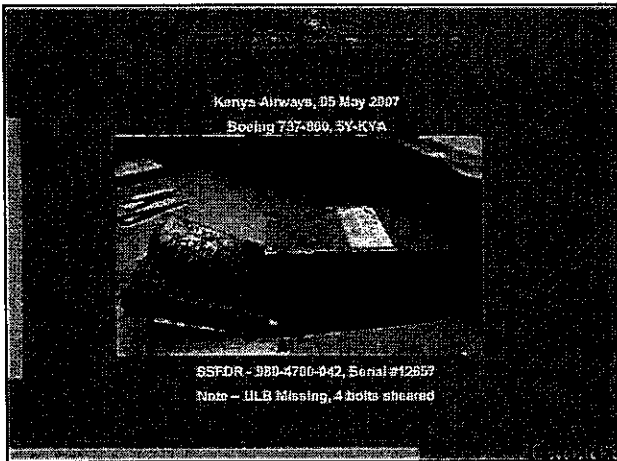 Kenya Airways, 05 May 2007
Boeing 737-800, 5Y-KYA
SSFDR - 980-4700-042, Serial #12657
Note – ULB Missing, 4 bolts sheared